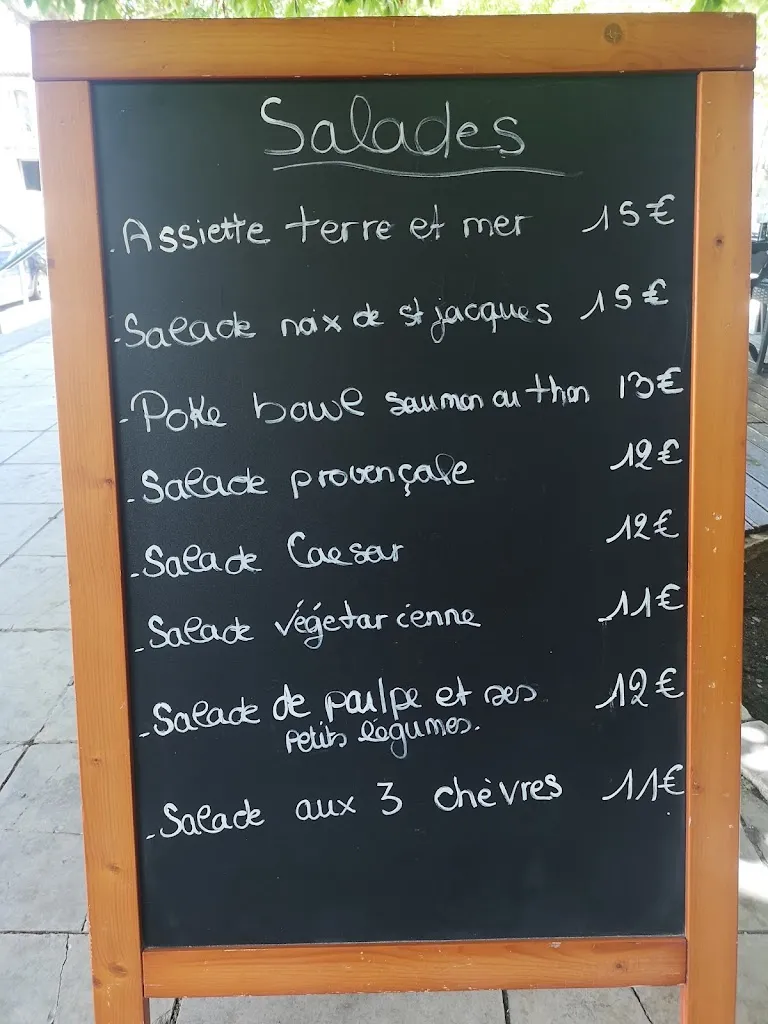 Salades
- Assiette terre et mer 15€
- Salade noix de st jacques 15€
- Poke bowl saumon ou thon 13€
- Salade provençale 12€
- Salade Caesar 12€
- Salade végétarienne 11€
- Salade de poulpe et ses 12€
petits légumes.
- Salade aux 3 chèvres 11€